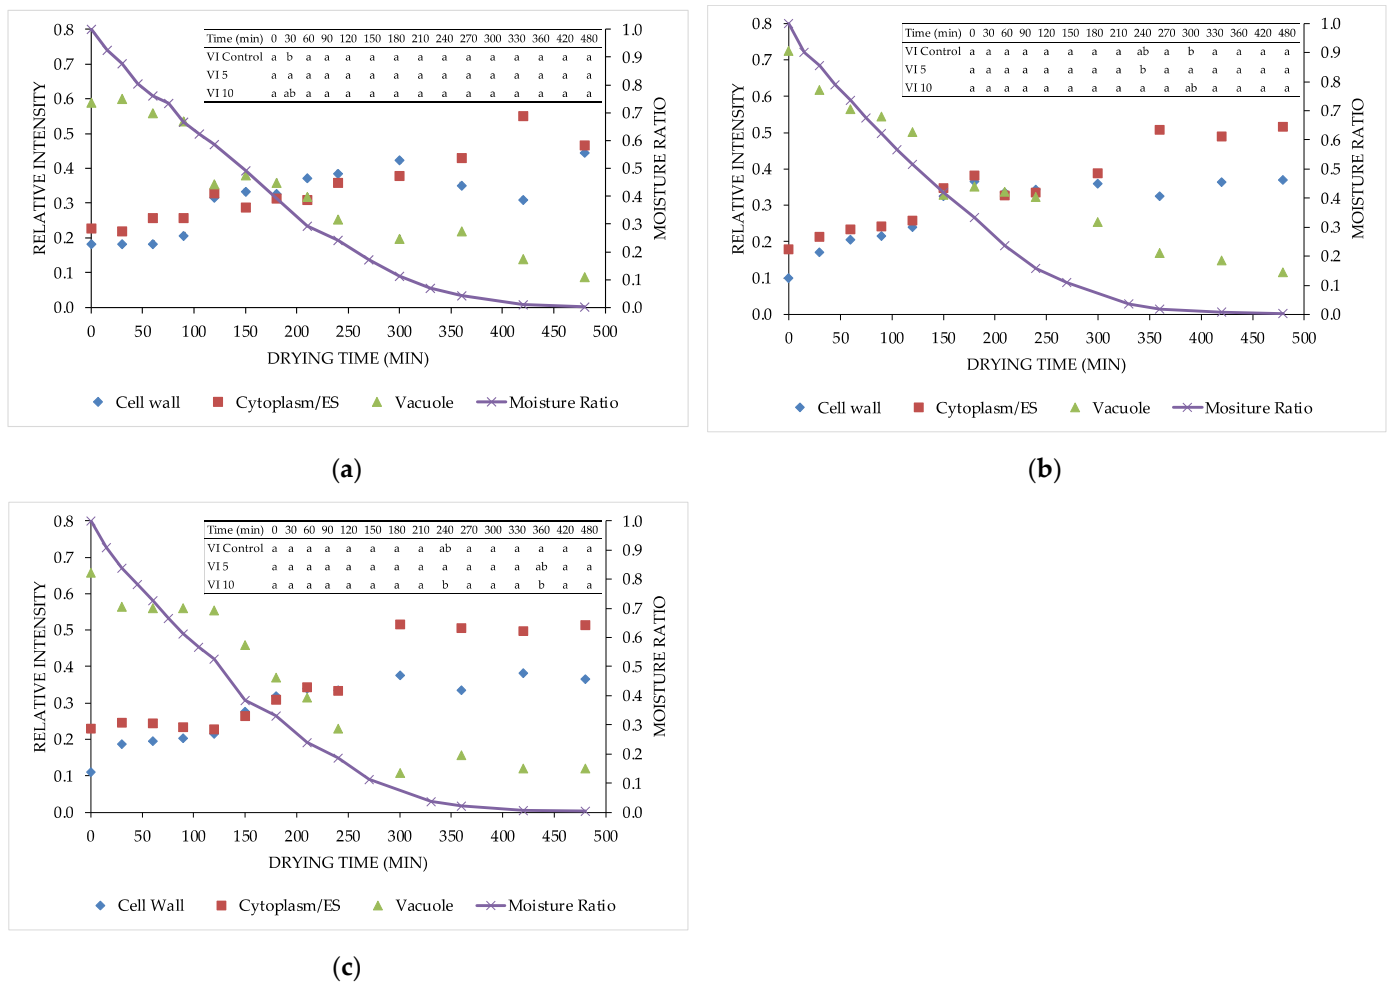 Time (min) 0 30 60 90 120 150 180 210 240 270 300 330 360 420 480
VI Control a b a a a a a a a a a a a a a
VI 5 a a a a a a a a a a a a a a a
VI 10 a ab a a a a a a a a a a a a a
0.8 0.7 0.6 0.5 0.4 0.3 0.2 0.1 0.0
RELATIVE INTENSITY
1.0 0.9 0.8 0.7 0.6 0.5 0.4 0.3 0.2 0.1 0.0
MOISTURE RATIO
0 50 100 150 200 250 300 350 400 450 500
DRYING TIME (MIN)
Cell wall Cytoplasm/ES Vacuole Moisture Ratio
(a)
Time (min) 0 30 60 90 120 150 180 210 240 270 300 330 360 420 480
VI Control a a a a a a a a ab a b a a a a
VI 5 a a a a a a a a b a a a a a a
VI 10 a a a a a a a a a a ab a a a a
0.8 0.7 0.6 0.5 0.4 0.3 0.2 0.1 0.0
RELATIVE INTENSITY
1.0 0.9 0.8 0.7 0.6 0.5 0.4 0.3 0.2 0.1 0.0
MOISTURE RATIO
0 50 100 150 200 250 300 350 400 450 500
DRYING TIME (MIN)
Cell wall Cytoplasm/ES Vacuole Mositure Ratio
(b)
Time (min) 0 30 60 90 120 150 180 210 240 270 300 330 360 420 480
VI Control a a a a a a a a ab a a a a a a
VI 5 a a a a a a a a a a a a ab a a
VI 10 a a a a a a a a b a a a b a a
0.8 0.7 0.6 0.5 0.4 0.3 0.2 0.1 0.0
RELATIVE INTENSITY
1.0 0.9 0.8 0.7 0.6 0.5 0.4 0.3 0.2 0.1 0.0
MOISTURE RATIO
0 50 100 150 200 250 300 350 400 450 500
DRYING TIME (MIN)
Cell Wall Cytoplasm/ES Vacuole Moisture Ratio
(c)